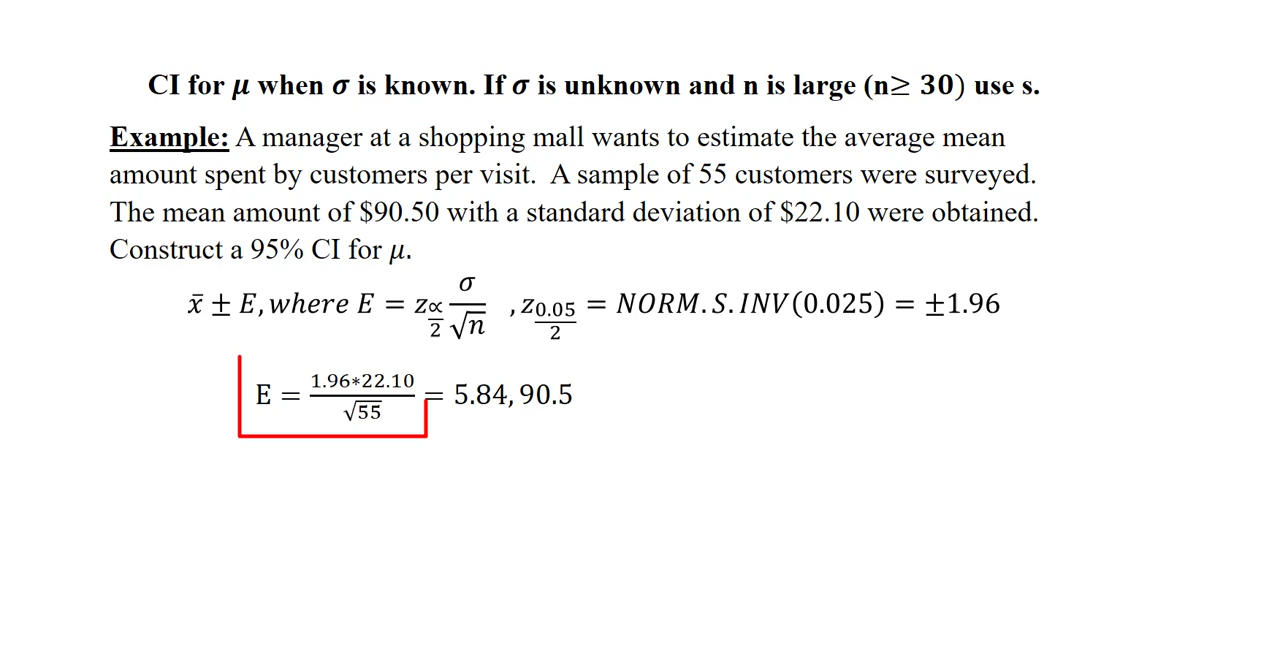 CI for μ when σ is known. If σ is unknown and n is large (n≥ 30) use s.
Example: A manager at a shopping mall wants to estimate the average mean
amount spent by customers per visit. A sample of 55 customers were surveyed.
The mean amount of $90.50 with a standard deviation of $22.10 were obtained.
Construct a 95% CI for μ.
x̄ ± E, where E = z∝/2 σ/√n , z0.05/2 = NORM.S.INV(0.025) = ±1.96
E = 1.96*22.10/√55 = 5.84, 90.5